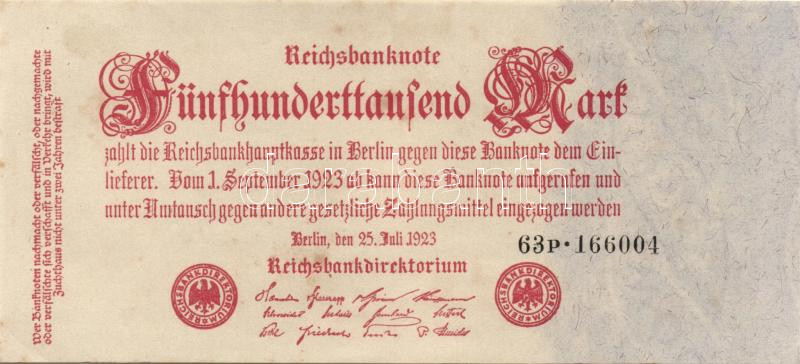 Reichsbanknote
Fünfhunderttausend Mark
zahlt die Reichsbankhauptkasse in Berlin gegen diese Banknote dem Ein-
lieferer. Vom 1. September 1923 ab kann diese Banknote aufgerufen und
unter Umtausch gegen andere gesetzliche Zahlungsmittel eingezogen werden
Berlin, den 25. Juli 1923
63P·166004
Reichsbankdirektorium
REICHSBANKDIREKTORIUM
REICHSBANKDIREKTORIUM
Wer Banknoten nachmacht oder verfälscht, oder nachgemachte
oder verfälschte sich verschafft und in Verkehr bringt, wird mit
Zuchthaus nicht unter zwei Jahren bestraft
darabanth